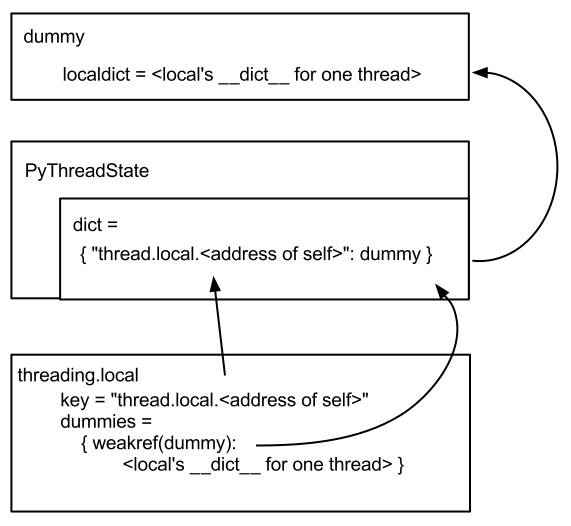 dummy
localdict = <local's __dict__ for one thread>
PyThreadState
dict =
{ "thread.local.<address of self>": dummy }
threading.local
key = "thread.local.<address of self>"
dummies =
{ weakref(dummy):
<local's __dict__ for one thread> }